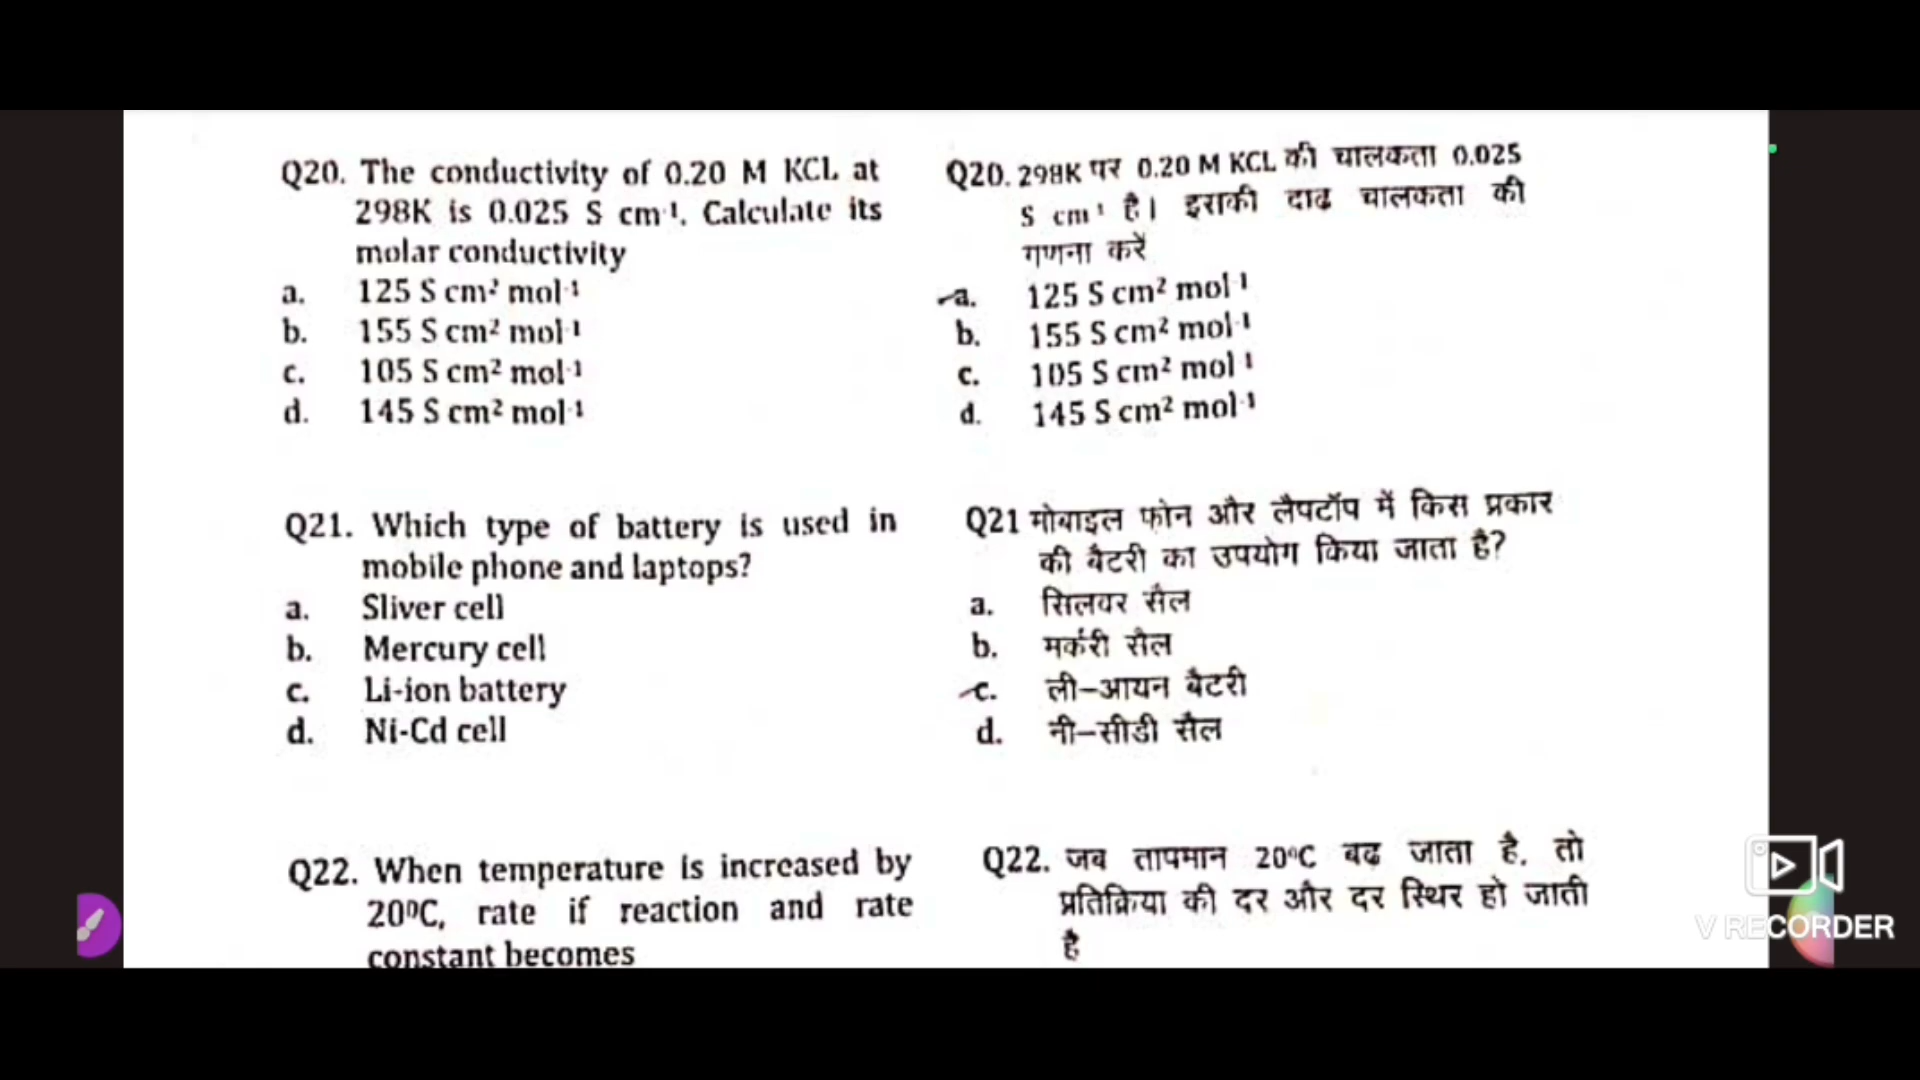 Q20. The conductivity of 0.20 M KCL at
298K is 0.025 S cm-¹. Calculate its
molar conductivity
a. 125 S cm² mol-¹
b. 155 S cm² mol-¹
c. 105 S cm² mol-¹
d. 145 S cm² mol-¹
Q21. Which type of battery is used in
mobile phone and laptops?
a. Sliver cell
b. Mercury cell
c. Li-ion battery
d. Ni-Cd cell
Q22. When temperature is increased by
20⁰C, rate if reaction and rate
constant becomes
Q20. 298K पर 0.20 M KCL की चालकता 0.025
S cm-¹ है। इसकी दाढ चालकता की
गणना करें
a. 125 S cm² mol-¹
b. 155 S cm² mol-¹
c. 105 S cm² mol-¹
d. 145 S cm² mol-¹
Q21 मोबाइल फोन और लैपटॉप में किस प्रकार
की बैटरी का उपयोग किया जाता है?
a. सिलवर सैल
b. मर्करी सैल
c. ली-आयन बैटरी
d. नी-सीडी सैल
Q22. जब तापमान 20⁰C बढ जाता है, तो
प्रतिक्रिया की दर और दर स्थिर हो जाती
है
V RECORDER